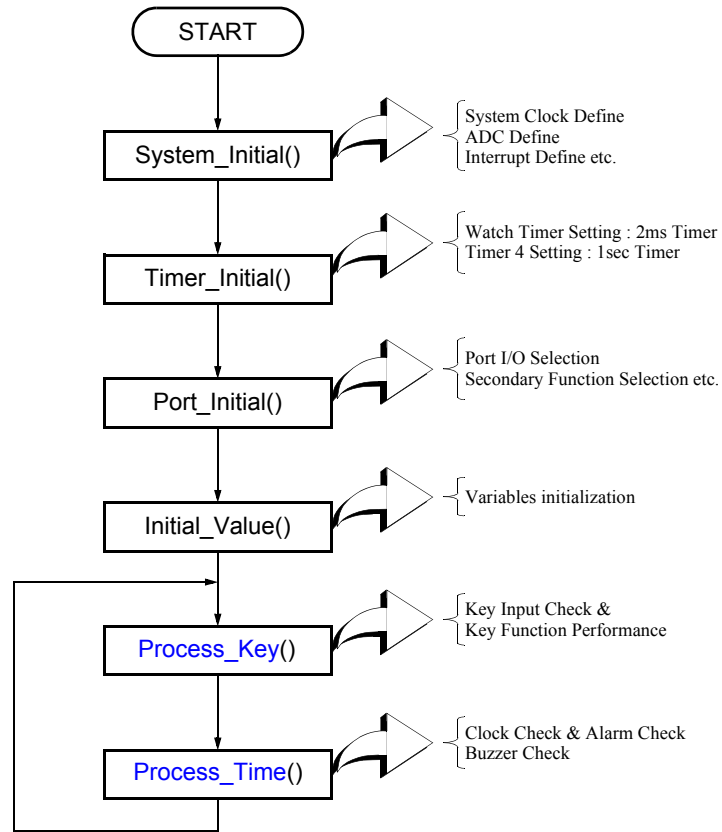 START
System_Initial()
System Clock Define
ADC Define
Interrupt Define etc.
Timer_Initial()
Watch Timer Setting : 2ms Timer
Timer 4 Setting : 1sec Timer
Port_Initial()
Port I/O Selection
Secondary Function Selection etc.
Initial_Value()
Variables initialization
Process_Key()
Key Input Check &
Key Function Performance
Process_Time()
Clock Check & Alarm Check
Buzzer Check